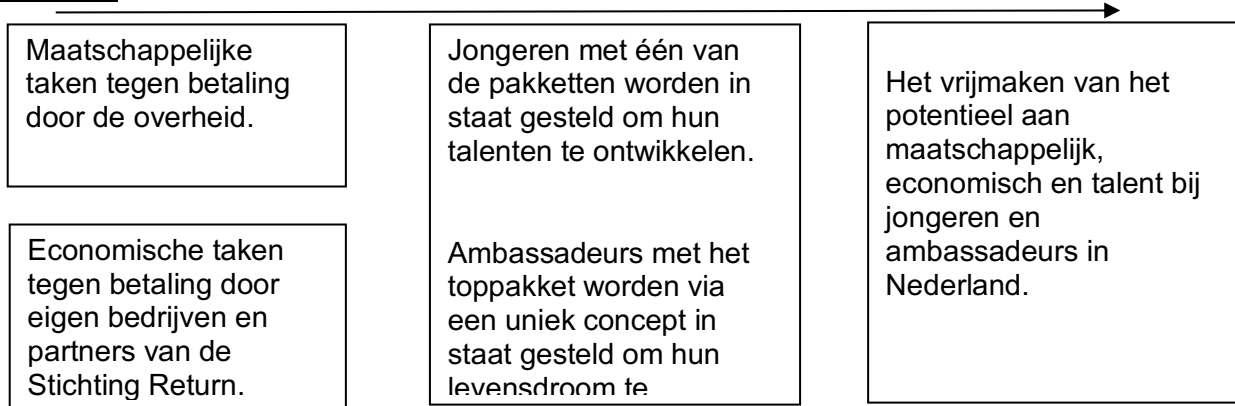 Maatschappelijke
taken tegen betaling
door de overheid.
Economische taken
tegen betaling door
eigen bedrijven en
partners van de
Stichting Return.
Jongeren met één van
de pakketten worden in
staat gesteld om hun
talenten te ontwikkelen.
Ambassadeurs met het
toppakket worden via
een uniek concept in
staat gesteld om hun
levensdroom te
Het vrijmaken van het
potentieel aan
maatschappelijk,
economisch en talent bij
jongeren en
ambassadeurs in
Nederland.